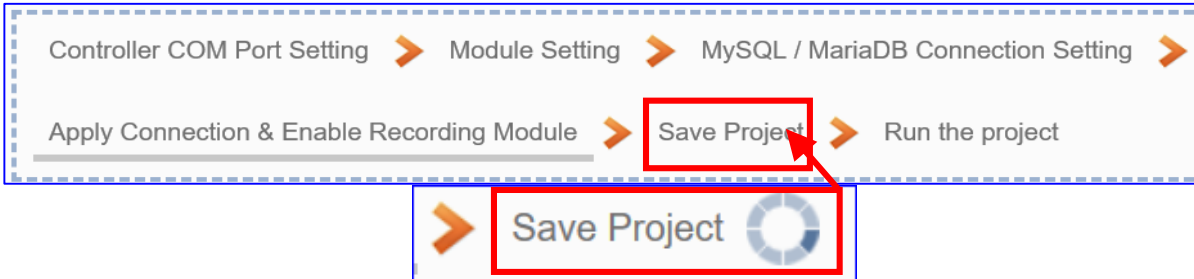 Controller COM Port Setting Module Setting MySQL / MariaDB Connection Setting
Apply Connection & Enable Recording Module Save Project Run the project
Save Project